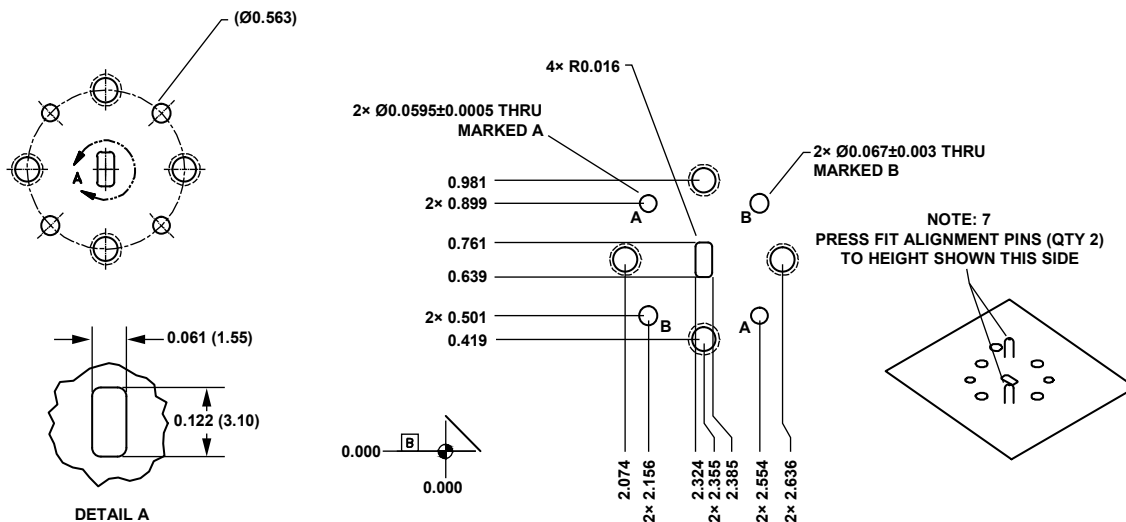 (Ø0.563)
A
0.061 (1.55)
0.122 (3.10)
DETAIL A
4× R0.016
2× Ø0.0595±0.0005 THRU
MARKED A
2× Ø0.067±0.003 THRU
MARKED B
0.981
2× 0.899
0.761
0.639
2× 0.501
0.419
A
B
B
A
0.000
B
0.000
2.074
2× 2.156
2.324
2× 2.355
2.385
2× 2.554
2× 2.636
NOTE: 7
PRESS FIT ALIGNMENT PINS (QTY 2)
TO HEIGHT SHOWN THIS SIDE